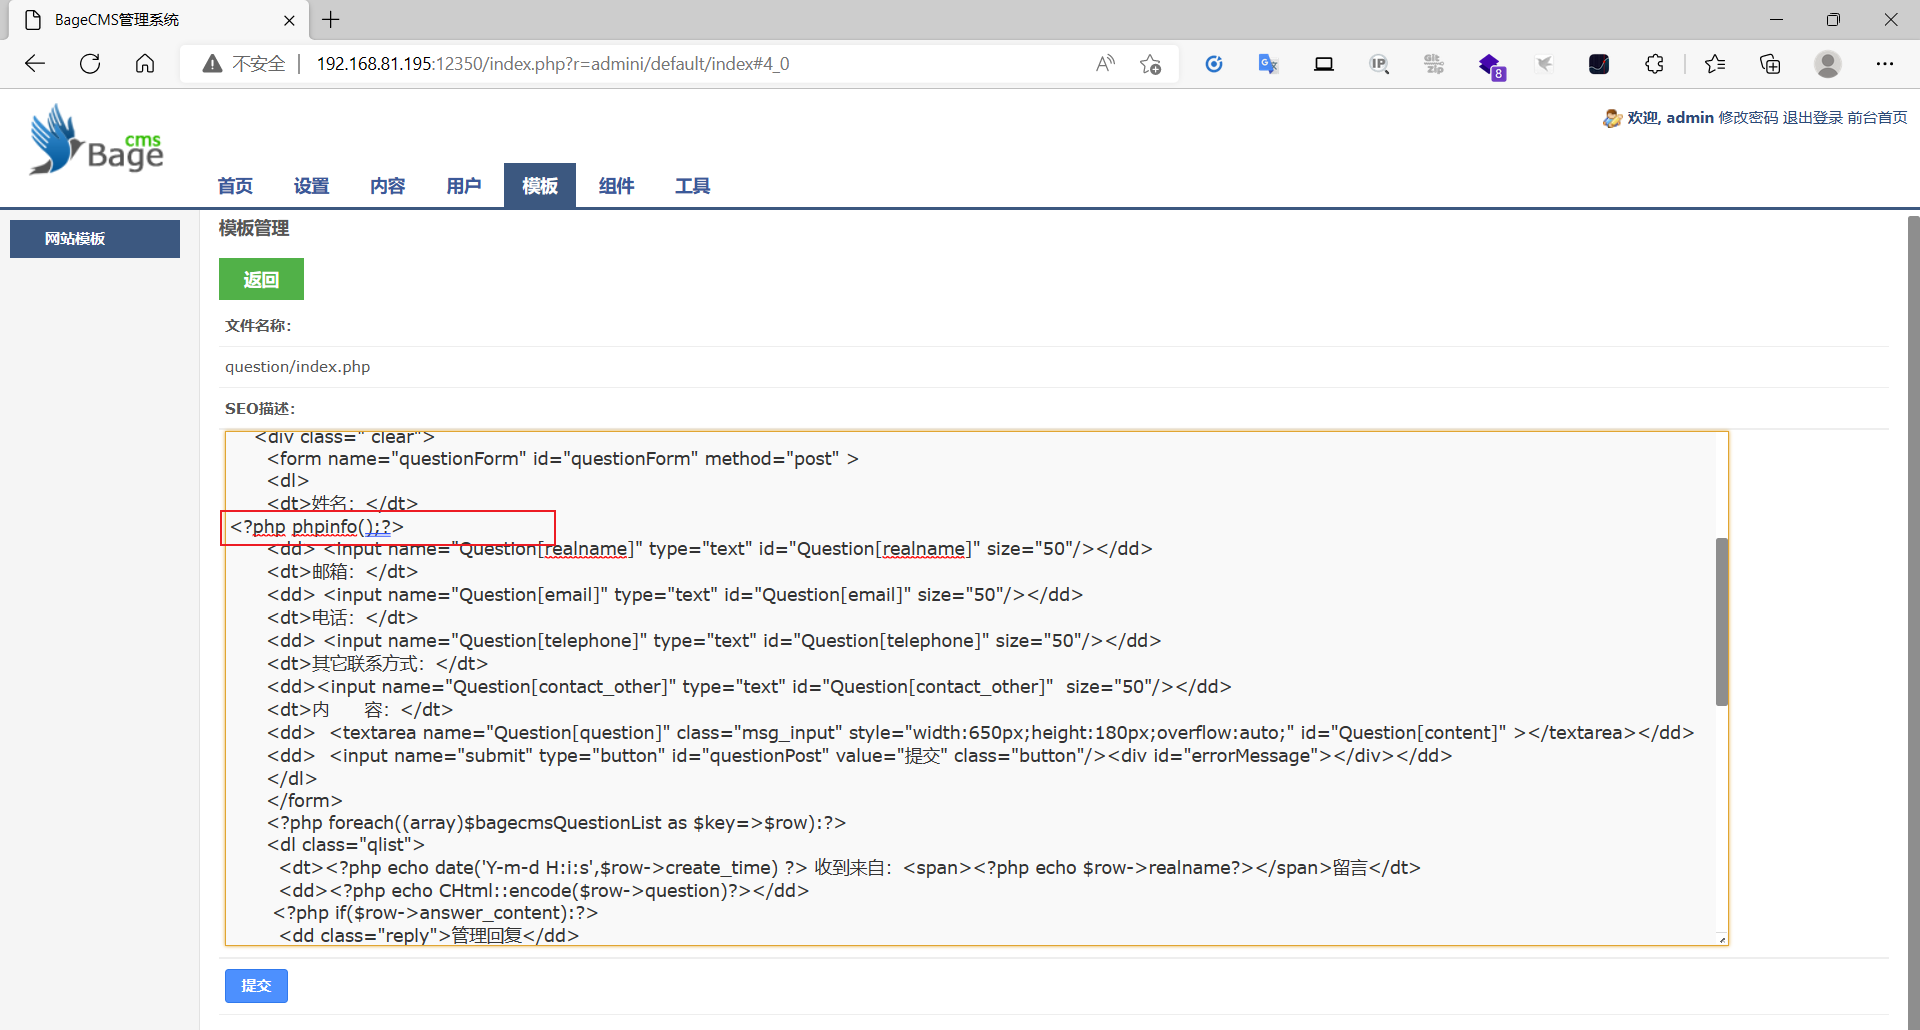 BageCMS管理系统
不安全 192.168.81.195:12350/index.php?r=admini/default/index#4_0
IP
Git zip
8
Bage cms
欢迎, admin 修改密码 退出登录 前台首页
首页 设置 内容 用户 模板 组件 工具
网站模板
模板管理
返回
文件名称：
question/index.php
SEO描述：
<div class=" clear">
<form name="questionForm" id="questionForm" method="post" >
<dl>
<dt>姓名：</dt>
<?php phpinfo();?>
<dd> <input name="Question[realname]" type="text" id="Question[realname]" size="50"/></dd>
<dt>邮箱：</dt>
<dd> <input name="Question[email]" type="text" id="Question[email]" size="50"/></dd>
<dt>电话：</dt>
<dd> <input name="Question[telephone]" type="text" id="Question[telephone]" size="50"/></dd>
<dt>其它联系方式：</dt>
<dd><input name="Question[contact_other]" type="text" id="Question[contact_other]"  size="50"/></dd>
<dt>内　　容：</dt>
<dd>  <textarea name="Question[question]" class="msg_input" style="width:650px;height:180px;overflow:auto;" id="Question[content]" ></textarea></dd>
<dd>  <input name="submit" type="button" id="questionPost" value="提交" class="button"/><div id="errorMessage"></div></dd>
</dl>
</form>
<?php foreach((array)$bagecmsQuestionList as $key=>$row):?>
<dl class="qlist">
<dt><?php echo date('Y-m-d H:i:s',$row->create_time) ?> 收到来自：<span><?php echo $row->realname?></span>留言</dt>
<dd><?php echo CHtml::encode($row->question)?></dd>
<?php if($row->answer_content):?>
<dd class="reply">管理回复</dd>
提交